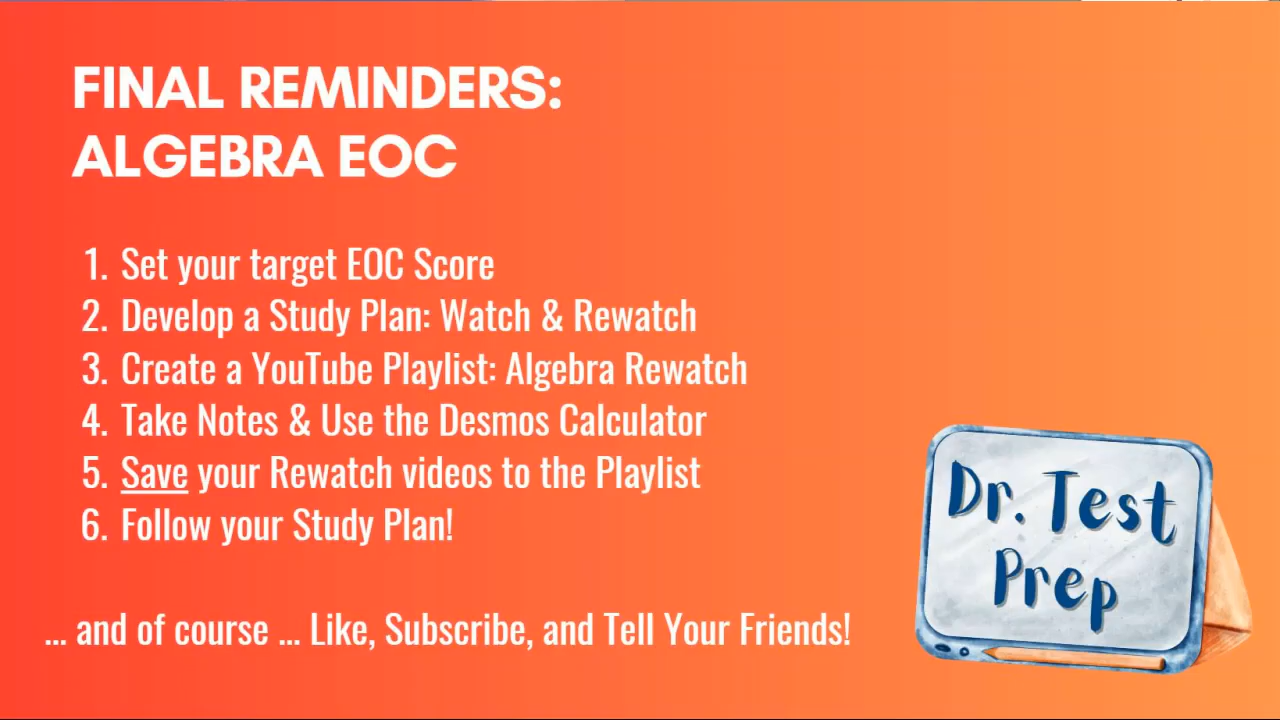 FINAL REMINDERS:
ALGEBRA EOC
1. Set your target EOC Score
2. Develop a Study Plan: Watch & Rewatch
3. Create a YouTube Playlist: Algebra Rewatch
4. Take Notes & Use the Desmos Calculator
5. Save your Rewatch videos to the Playlist
6. Follow your Study Plan!
... and of course ... Like, Subscribe, and Tell Your Friends!
Dr. Test
Prep